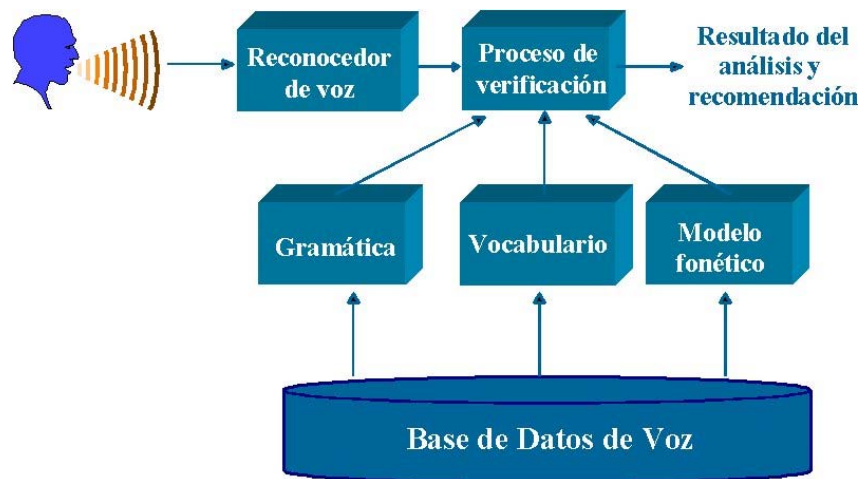 Reconocedor
de voz
Proceso de
verificación
Resultado del
análisis y
recomendación
Gramática
Vocabulario
Modelo
fonético
Base de Datos de Voz